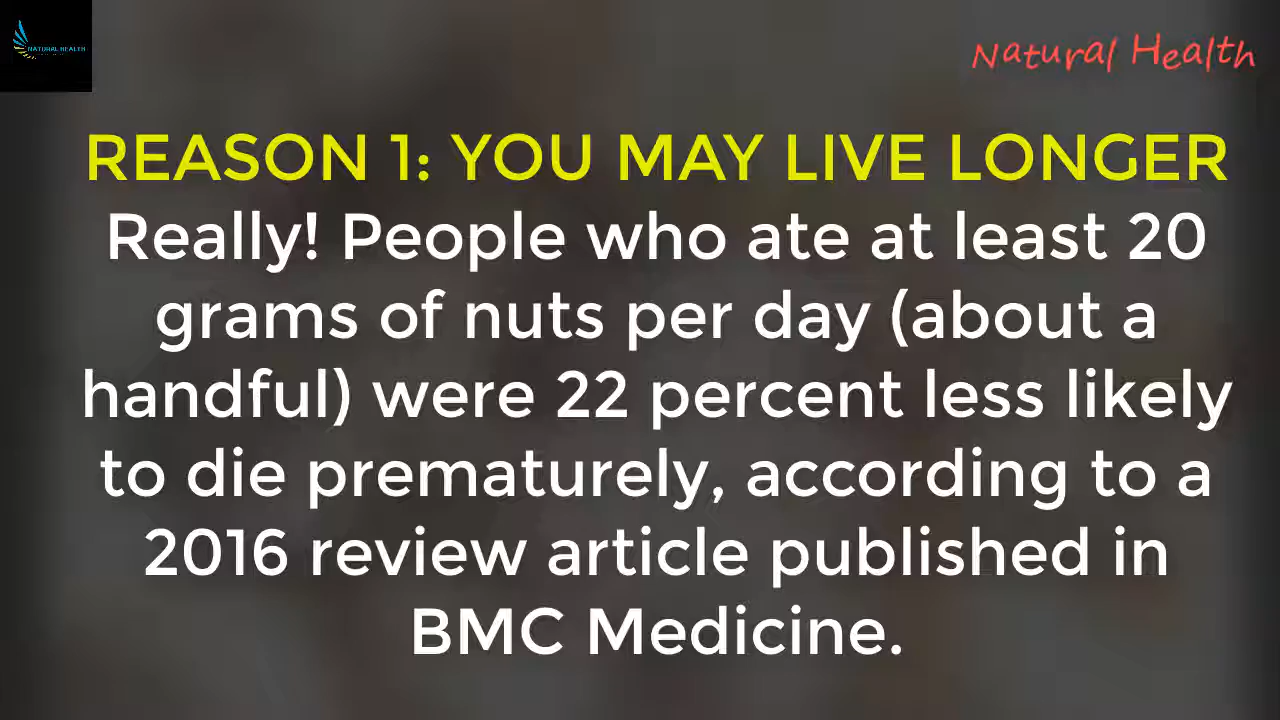 NATURAL HEALTH
Natural Health
REASON 1: YOU MAY LIVE LONGER
Really! People who ate at least 20
grams of nuts per day (about a
handful) were 22 percent less likely
to die prematurely, according to a
2016 review article published in
BMC Medicine.